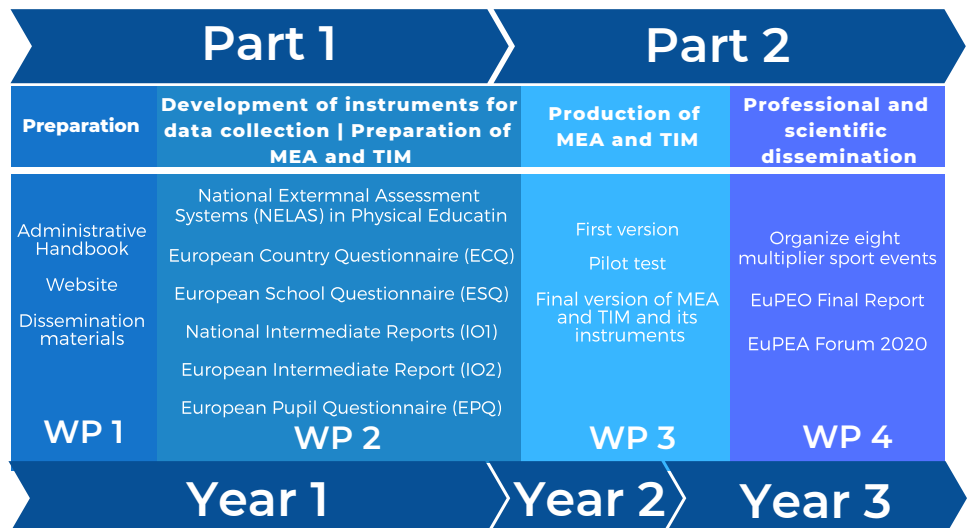 Part 1
Part 2
Preparation
Development of instruments for
data collection | Preparation of
MEA and TIM
Production of
MEA and TIM
Professional and
scientific
dissemination
Administrative
Handbook
Website
Dissemination
materials
WP 1
National Extermnal Assessment
Systems (NELAS) in Physical Educatin
European Country Questionnaire (ECQ)
European School Questionnaire (ESQ)
National Intermediate Reports (IO1)
European Intermediate Report (IO2)
European Pupil Questionnaire (EPQ)
WP 2
First version
Pilot test
Final version of MEA
and TIM and its
instruments
WP 3
Organize eight
multiplier sport events
EuPEO Final Report
EuPEA Forum 2020
WP 4
Year 1
Year 2
Year 3